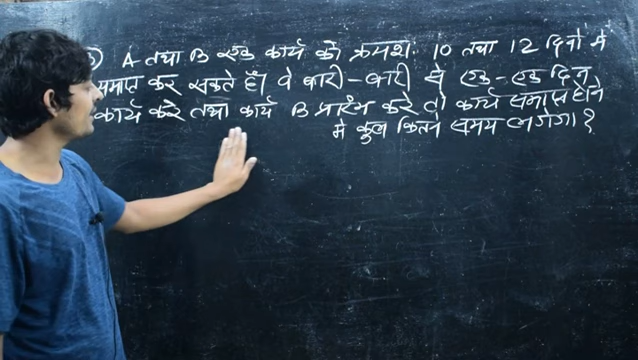 A तथा B एक कार्य को क्रमशः 10 तथा 12 दिनों मे
समाप्त कर सकते हैं। वे बारी-बारी से एक-एक दिन
कार्य करे तथा कार्य B प्रारंभ करे तो कार्य समाप्त होने
मे कुल कितने समय लगेगा?